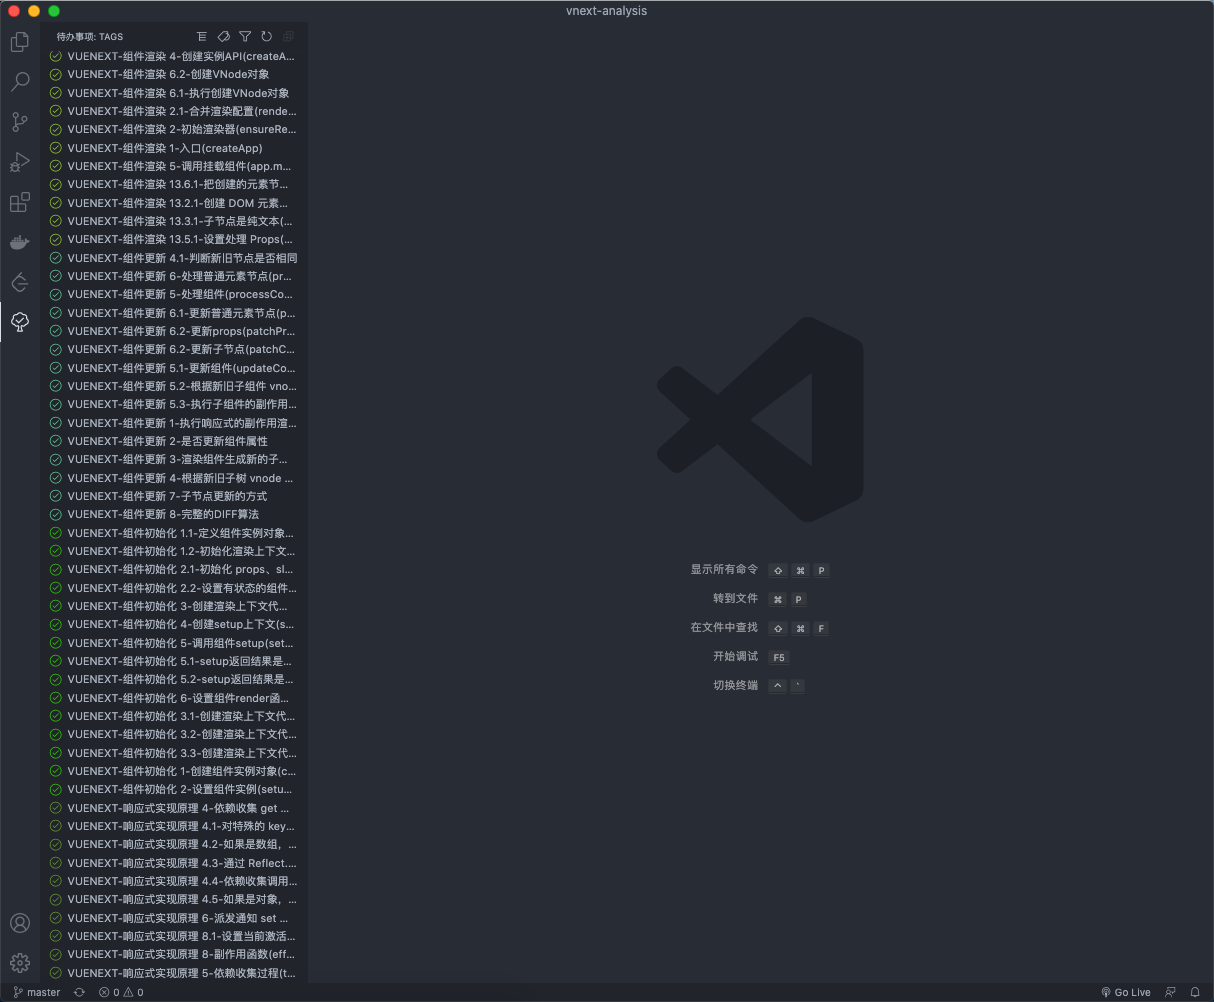 vnext-analysis
待办事项: TAGS
VUENEXT-组件渲染 4-创建实例API(createA...
VUENEXT-组件渲染 6.2-创建VNode对象
VUENEXT-组件渲染 6.1-执行创建VNode对象
VUENEXT-组件渲染 2.1-合并渲染配置(rende...
VUENEXT-组件渲染 2-初始渲染器(ensureRe...
VUENEXT-组件渲染 1-入口(createApp)
VUENEXT-组件渲染 5-调用挂载组件(app.m...
VUENEXT-组件渲染 13.6.1-把创建的元素节...
VUENEXT-组件渲染 13.2.1-创建 DOM 元素...
VUENEXT-组件渲染 13.3.1-子节点是纯文本(...
VUENEXT-组件渲染 13.5.1-设置处理 Props(...
VUENEXT-组件更新 4.1-判断新旧节点是否相同
VUENEXT-组件更新 6-处理普通元素节点(pr...
VUENEXT-组件更新 5-处理组件(processCo...
VUENEXT-组件更新 6.1-更新普通元素节点(p...
VUENEXT-组件更新 6.2-更新props(patchPr...
VUENEXT-组件更新 6.2-更新子节点(patchC...
VUENEXT-组件更新 5.1-更新组件(updateCo...
VUENEXT-组件更新 5.2-根据新旧子组件 vno...
VUENEXT-组件更新 5.3-执行子组件的副作用...
VUENEXT-组件更新 1-执行响应式的副作用渲...
VUENEXT-组件更新 2-是否更新组件属性
VUENEXT-组件更新 3-渲染组件生成新的子...
VUENEXT-组件更新 4-根据新旧子树 vnode ...
VUENEXT-组件更新 7-子节点更新的方式
VUENEXT-组件更新 8-完整的DIFF算法
VUENEXT-组件初始化 1.1-定义组件实例对象...
VUENEXT-组件初始化 1.2-初始化渲染上下文...
VUENEXT-组件初始化 2.1-初始化 props、sl...
VUENEXT-组件初始化 2.2-设置有状态的组件...
VUENEXT-组件初始化 3-创建渲染上下文代...
VUENEXT-组件初始化 4-创建setup上下文(s...
VUENEXT-组件初始化 5-调用组件setup(set...
VUENEXT-组件初始化 5.1-setup返回结果是...
VUENEXT-组件初始化 5.2-setup返回结果是...
VUENEXT-组件初始化 6-设置组件render函...
VUENEXT-组件初始化 3.1-创建渲染上下文代...
VUENEXT-组件初始化 3.2-创建渲染上下文代...
VUENEXT-组件初始化 3.3-创建渲染上下文代...
VUENEXT-组件初始化 1-创建组件实例对象(c...
VUENEXT-组件初始化 2-设置组件实例(setu...
VUENEXT-响应式实现原理 4-依赖收集 get ...
VUENEXT-响应式实现原理 4.1-对特殊的 key...
VUENEXT-响应式实现原理 4.2-如果是数组，...
VUENEXT-响应式实现原理 4.3-通过 Reflect....
VUENEXT-响应式实现原理 4.4-依赖收集调用...
VUENEXT-响应式实现原理 4.5-如果是对象，...
VUENEXT-响应式实现原理 6-派发通知 set ...
VUENEXT-响应式实现原理 8.1-设置当前激活...
VUENEXT-响应式实现原理 8-副作用函数(eff...
VUENEXT-响应式实现原理 5-依赖收集过程(t...
显示所有命令 ⇧ ⌘ P
转到文件 ⌘ P
在文件中查找 ⇧ ⌘ F
开始调试 F5
切换终端 ^ `
master 0 0 Go Live